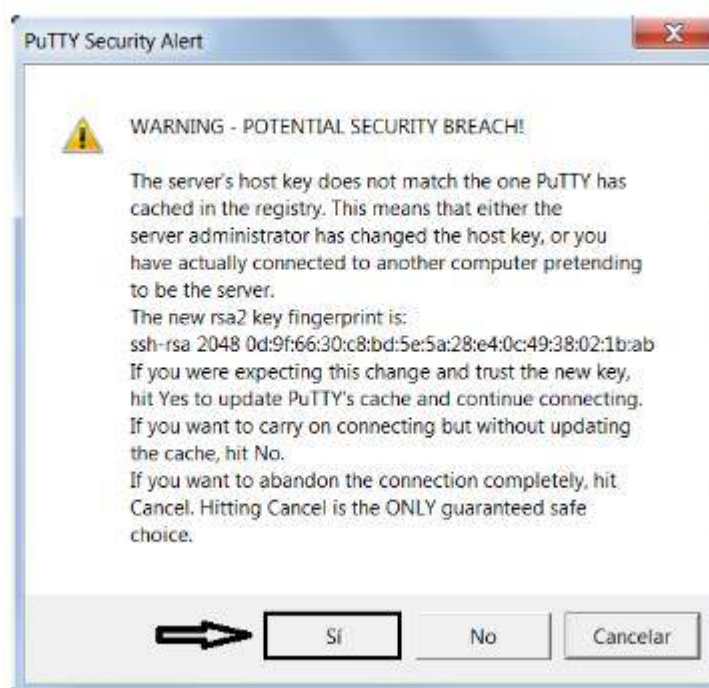 PuTTY Security Alert
WARNING - POTENTIAL SECURITY BREACH!
The server's host key does not match the one PuTTY has
cached in the registry. This means that either the
server administrator has changed the host key, or you
have actually connected to another computer pretending
to be the server.
The new rsa2 key fingerprint is:
ssh-rsa 2048 0d:9f:66:30:c8:bd:5e:5a:28:e4:0c:49:38:02:1b:ab
If you were expecting this change and trust the new key,
hit Yes to update PuTTY's cache and continue connecting.
If you want to carry on connecting but without updating
the cache, hit No.
If you want to abandon the connection completely, hit
Cancel. Hitting Cancel is the ONLY guaranteed safe
choice.
Sí
No
Cancelar